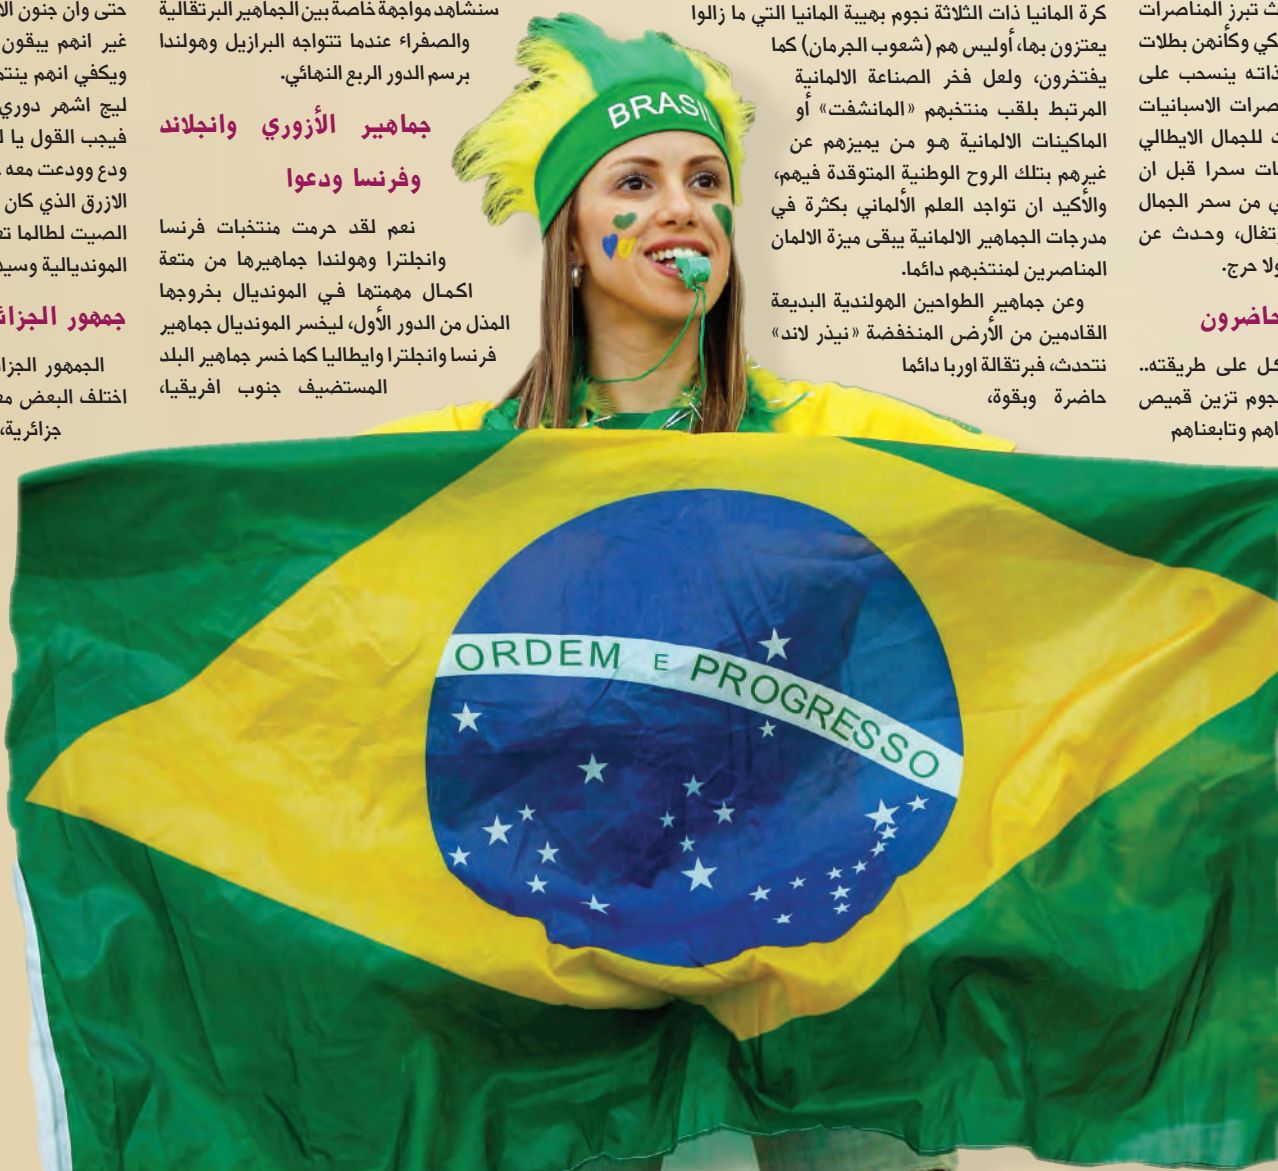 ث تبرز المناصرات
كي وكأنهن بطلات
ذاته ينسحب على
صرات الاسبانيات
ت للجمال الايطالي
ات سحرا قبل ان
ي من سحر الجمال
تغال، وحدث عن
ولا حرج.
حاضرون
كل على طريقته..
جوم تزين قميص
اهم وتابعناهم
كرة المانيا ذات الثلاثة نجوم بهيبة المانيا التي ما زالوا
يعتزون بها، أوليس هم (شعوب الجرمان) كما
يفتخرون، ولعل فخر الصناعة الالمانية
المرتبط بلقب منتخبهم «المانشفت» أو
الماكينات الالمانية هو من يميزهم عن
غيرهم بتلك الروح الوطنية المتوقدة فيهم،
والأكيد ان تواجد العلم الألماني بكثرة في
مدرجات الجماهير الالمانية يبقى ميزة الالمان
المناصرين لمنتخبهم دائما.
وعن جماهير الطواحين الهولندية البديعة
القادمين من الأرض المنخفضة «نيذر لاند»
نتحدث، فبرتقالة اوربا دائما
حاضرة وبقوة،
سنشاهد مواجهة خاصة بين الجماهير البرتقالية
والصفراء عندما تتواجه البرازيل وهولندا
برسم الدور الربع النهائي.
جماهير الأزوري وانجلاند
وفرنسا ودعوا
نعم لقد حرمت منتخبات فرنسا
وانجلترا وهولندا جماهيرها من متعة
اكمال مهمتها في المونديال بخروجها
المذل من الدور الأول، ليخسر المونديال جماهير
فرنسا وانجلترا وايطاليا كما خسر جماهير البلد
المستضيف جنوب افريقيا،
حتى وان جنون الا
غير انهم يبقون
ويكفي انهم ينت
ليج اشهر دوري
فيجب القول يا ل
ودع وودعت معه
الازرق الذي كان
الصيت لطالما تع
المونديالية وسيد
جمهور الجزائ
الجمهور الجزا
اختلف البعض مع
جزائرية،
BRASIL
ORDEM E PROGRESSO